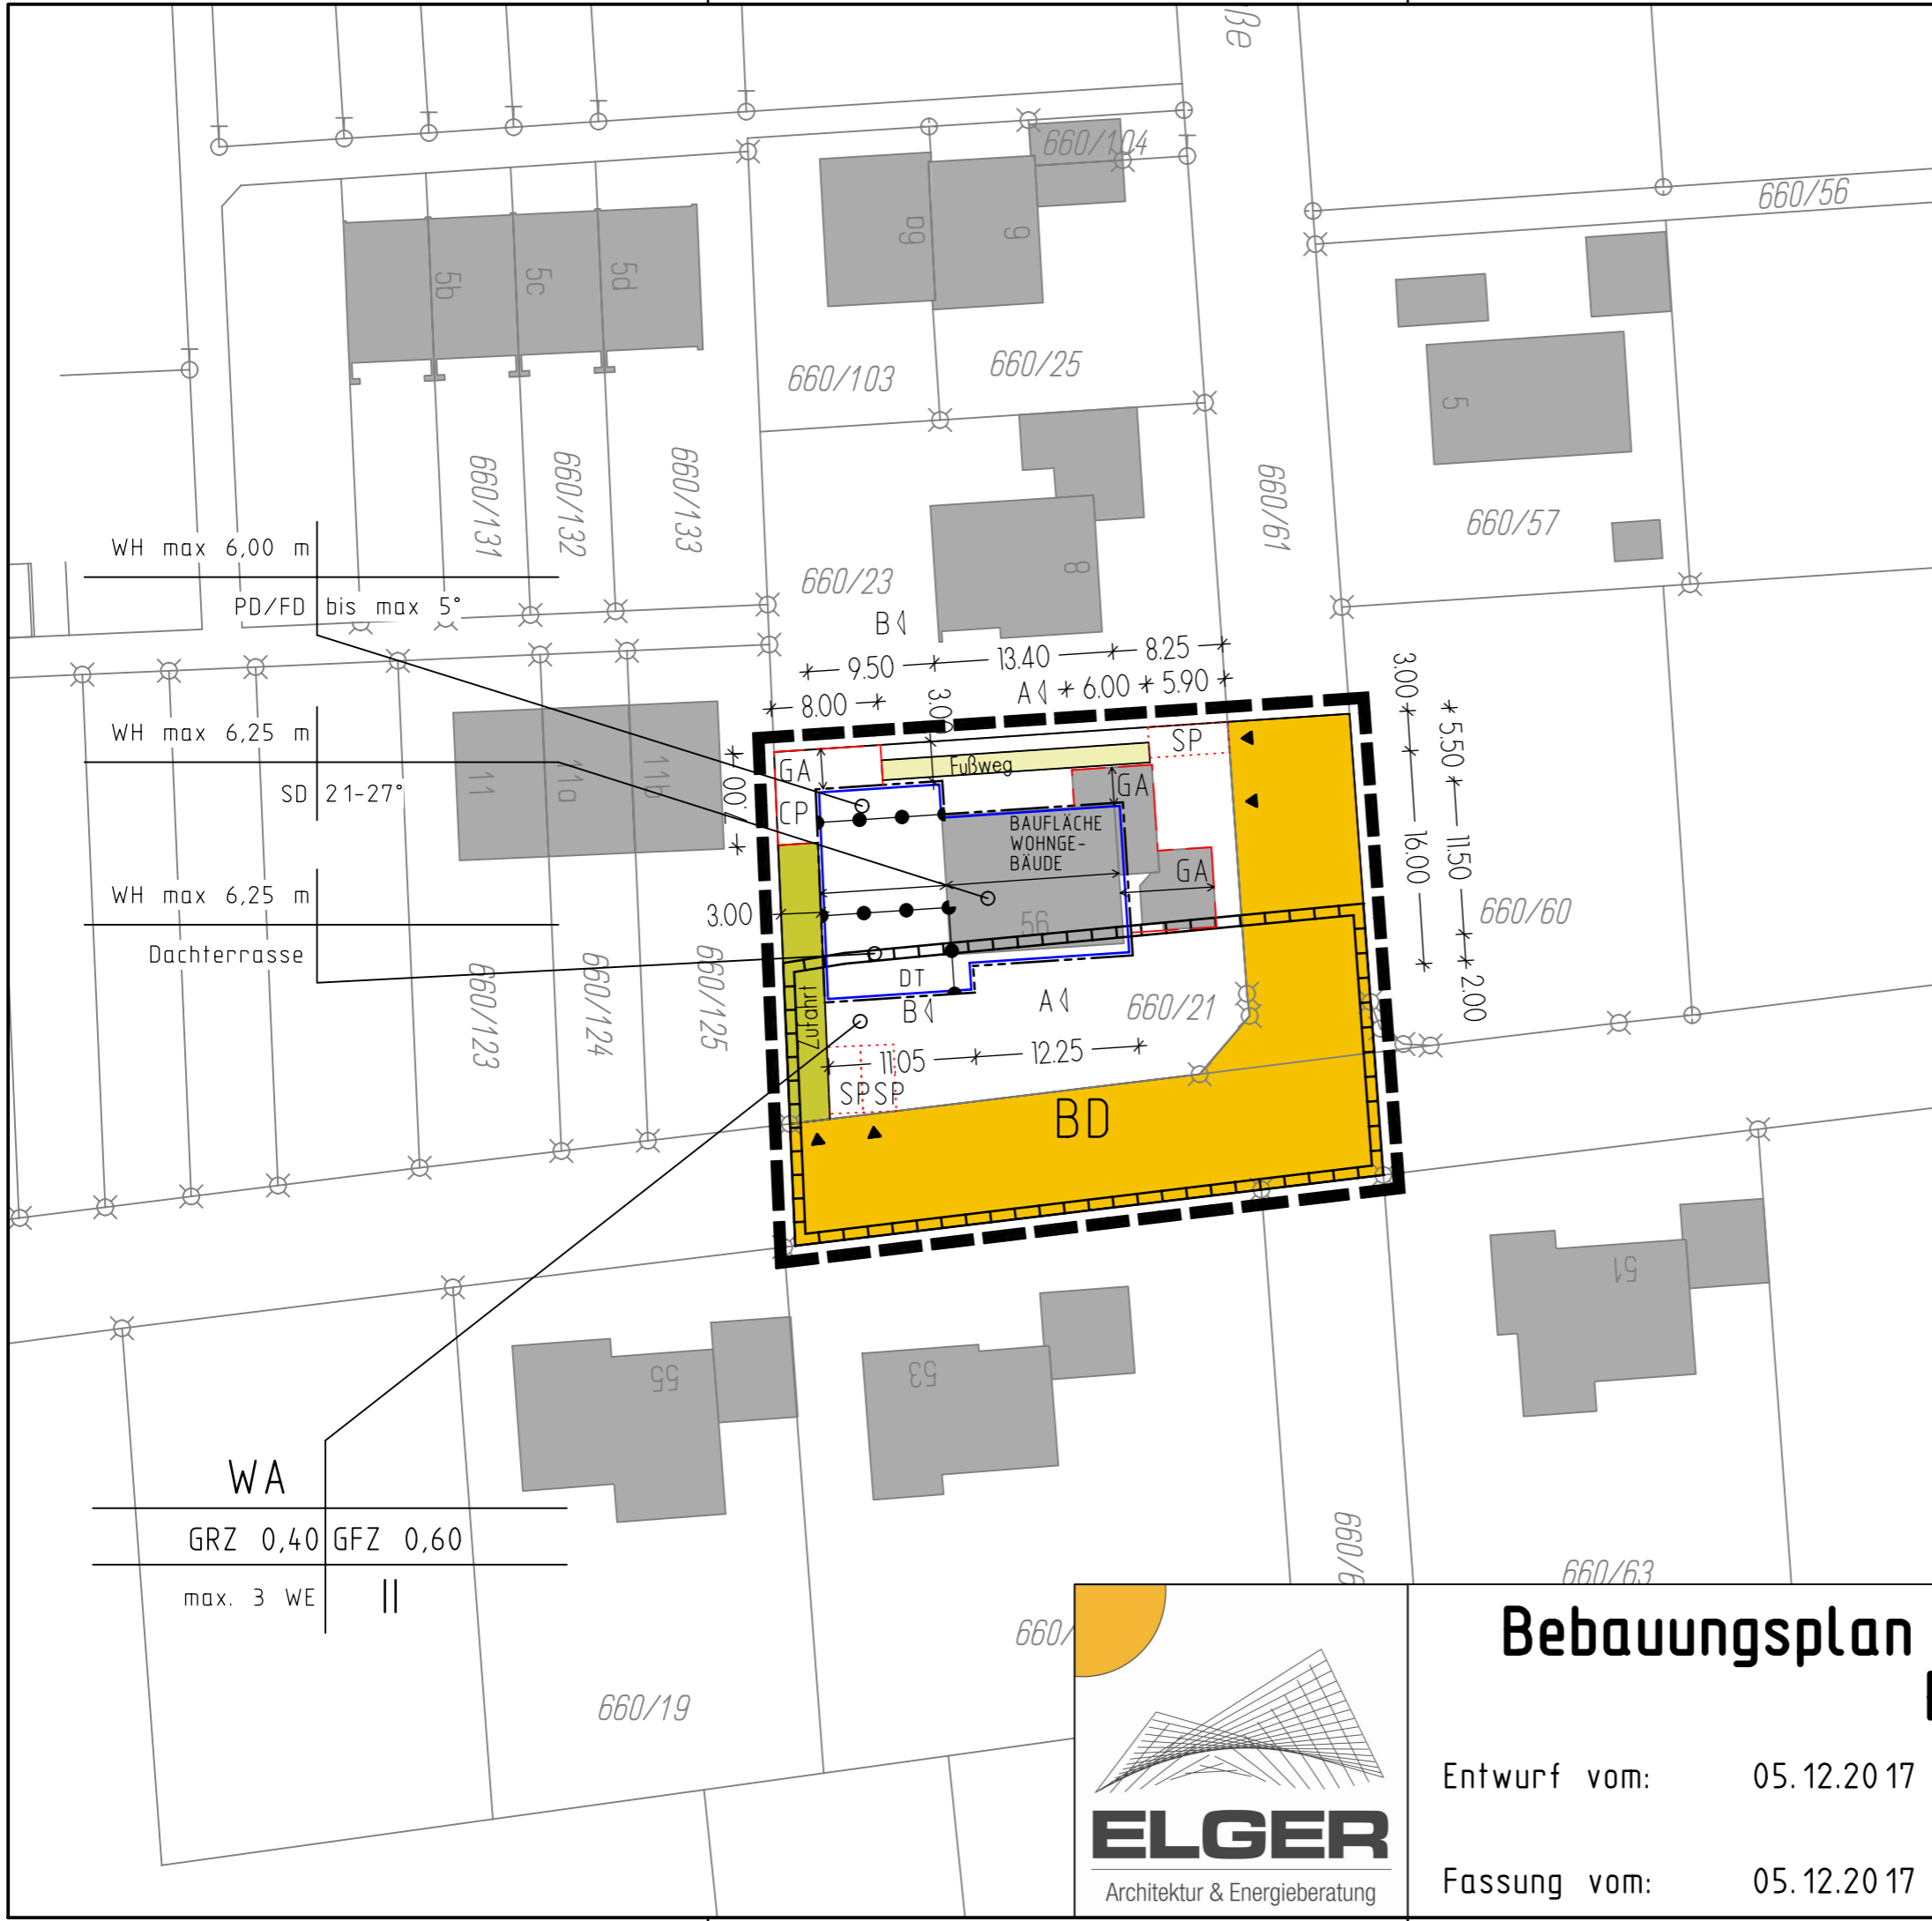 ße
660/104
660/56
9a
9
5b
5c
5d
5
660/103
660/25
660/131
660/132
660/133
660/61
660/57
WH max 6,00 m
PD/FD bis max 5°
660/23
8
B
9.50
13.40
8.25
A
6.00
5.90
8.00
3.00
3.00
5.50
WH max 6,25 m
SD 21-27°
11
11a
11b
GA
Fußweg
SP
CP
GA
BAUFLÄCHE
WOHNGE-
BÄUDE
GA
16.00
11.50
WH max 6,25 m
Dachterrasse
3.00
56
660/60
660/123
660/124
660/125
Zufahrt
DT
B
A
660/21
2.00
11.05
12.25
SP SP
BD
51
55
53
WA
GRZ 0,40 GFZ 0,60
max. 3 WE II
660/6
660/63
660/
660/19
Bebauungsplan
Entwurf vom: 05.12.2017
ELGER
Architektur & Energieberatung
Fassung vom: 05.12.2017